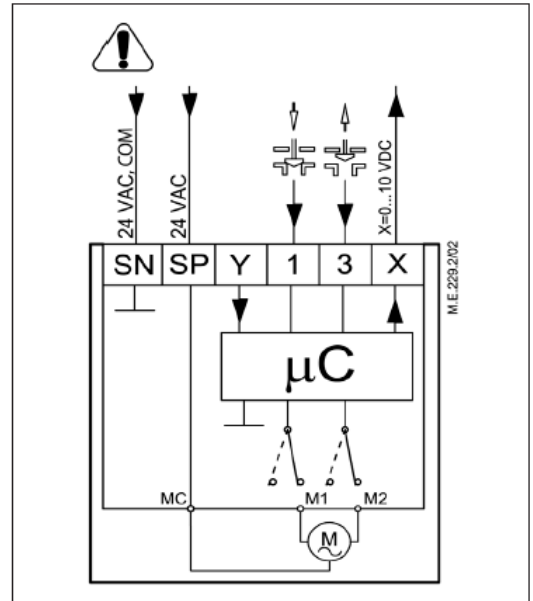 24 VAC, COM
24 VAC
X=0...10 VDC
SN SP Y 1 3 X
M.E.229.2/02
µC
MC M1 M2
M